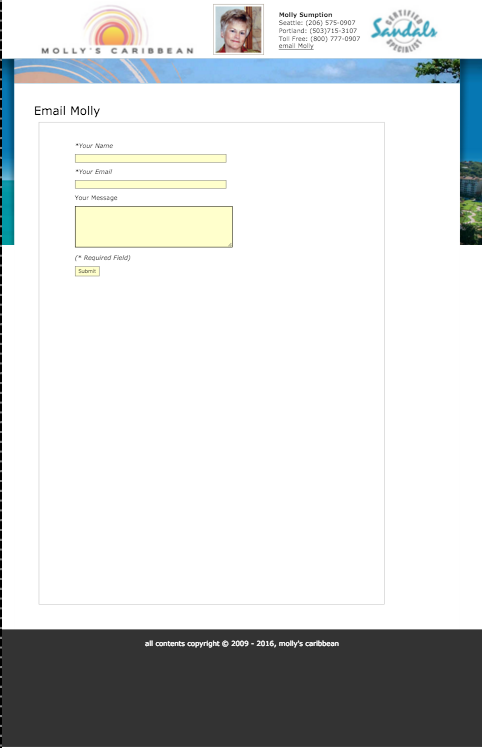 MOLLY'S CARIBBEAN
Molly Sumption
Seattle: (206) 575-0907
Portland: (503)715-3107
Toll Free: (800) 777-0907
email Molly
CERTIFIED
Sandals
SPECIALIST
Email Molly
*Your Name
*Your Email
Your Message
(* Required Field)
Submit
all contents copyright © 2009 - 2016, molly's caribbean